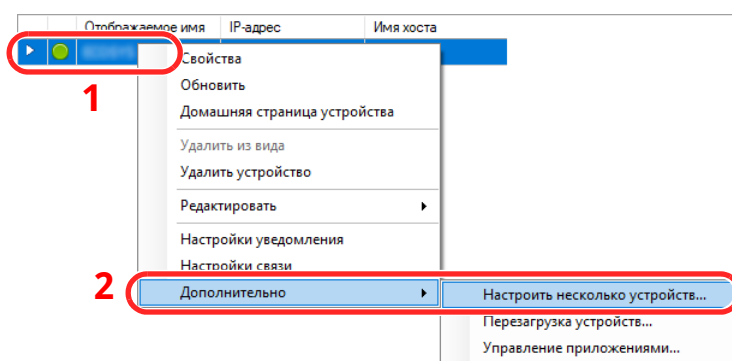 Отображаемое имя IP-адрес Имя хоста
1
Свойства
Обновить
Домашняя страница устройства
Удалить из вида
Удалить устройство
Редактировать
Настройки уведомления
Настройки связи
2
Дополнительно
Настроить несколько устройств...
Перезагрузка устройств...
Управление приложениями...